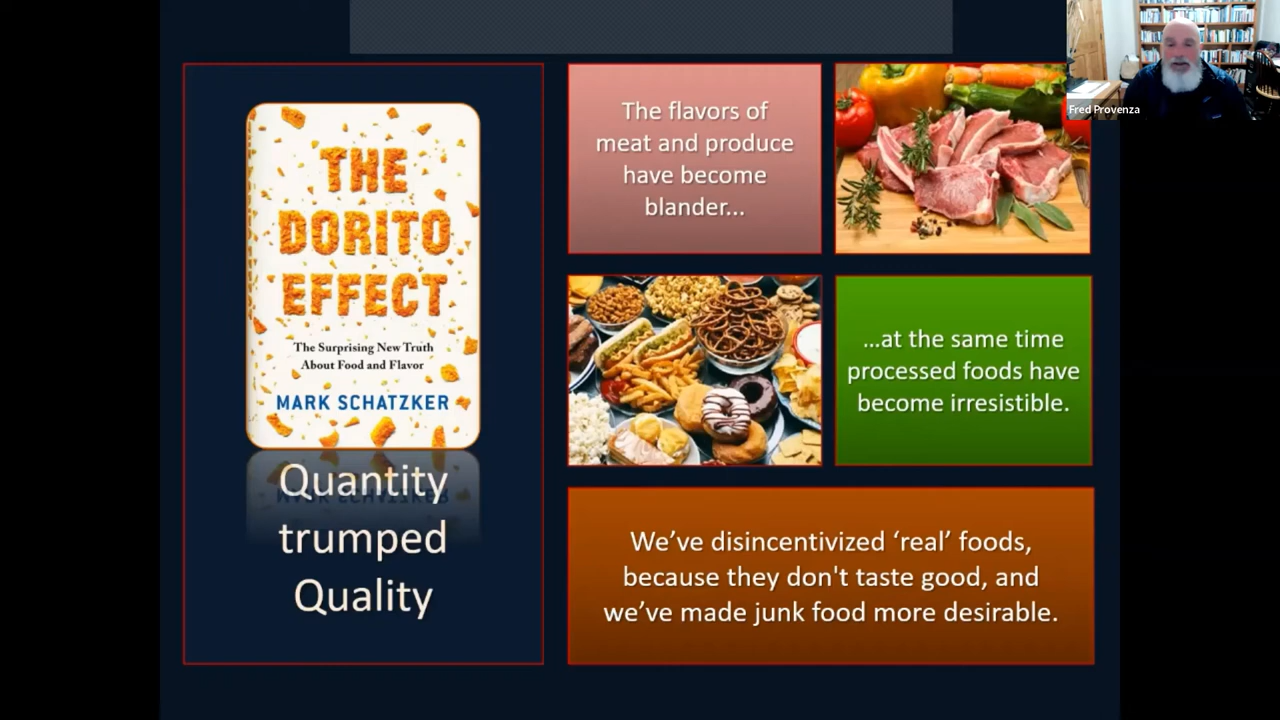 THE
DORITO
EFFECT
The Surprising New Truth
About Food and Flavor
MARK SCHATZKER
Quantity
trumped
Quality
The flavors of
meat and produce
have become
blander...
...at the same time
processed foods have
become irresistible.
We’ve disincentivized ‘real’ foods,
because they don't taste good, and
we’ve made junk food more desirable.
Fred Provenza